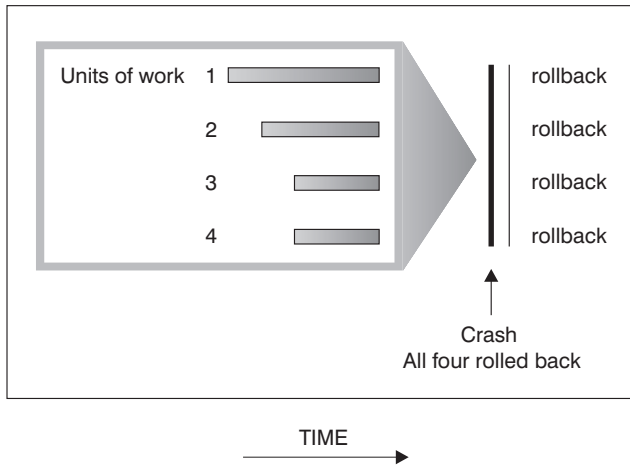 Units of work 1 rollback
2 rollback
3 rollback
4 rollback
Crash
All four rolled back
TIME